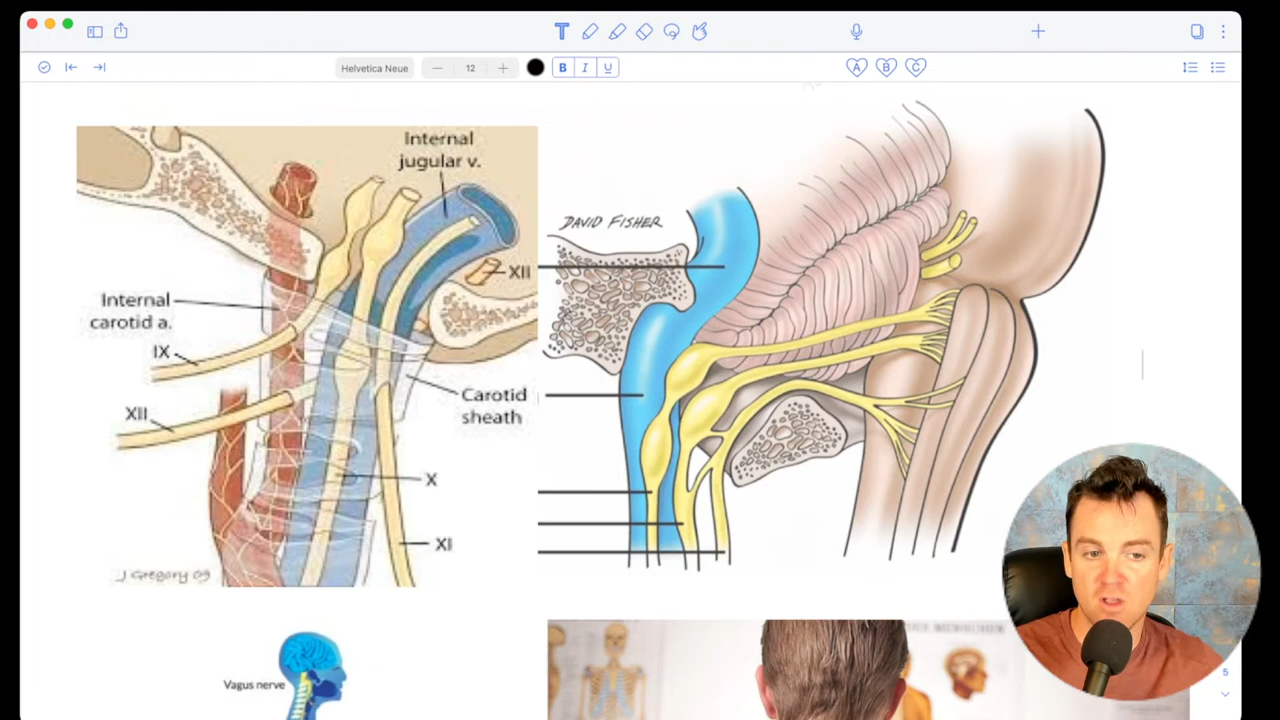 T
Helvetica Neue
— 12 +
B I U
A B C
Internal
jugular v.
DAVID FISHER
XII
Internal
carotid a.
IX
Carotid
sheath
XII
X
XI
J Gregory 09
Vagus nerve
5